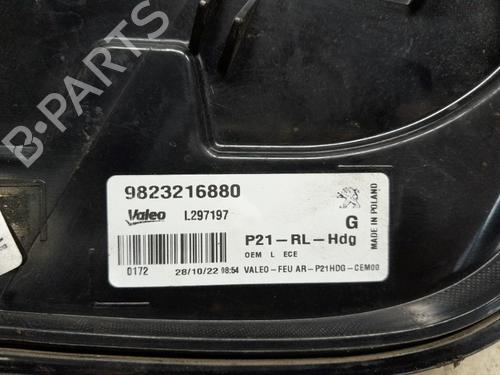 B-PARTS
9823216880
Valeo L297197 G
P21-RL-Hdg
OEM L ECE
0172 28/10/22 08:54 VALEO-FEU AR-P21HDG-CEM00
MADE IN POLAND